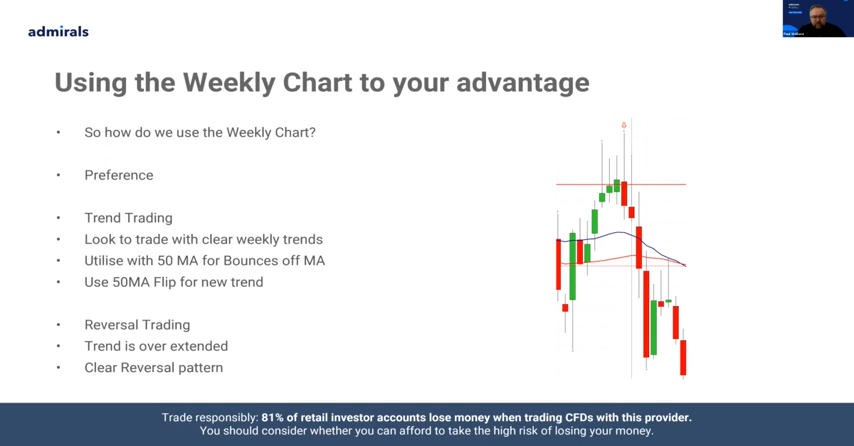 admirals
Using the Weekly Chart to your advantage
• So how do we use the Weekly Chart?
• Preference
• Trend Trading
• Look to trade with clear weekly trends
• Utilise with 50 MA for Bounces off MA
• Use 50MA Flip for new trend
• Reversal Trading
• Trend is over extended
• Clear Reversal pattern
Trade responsibly: 81% of retail investor accounts lose money when trading CFDs with this provider.
You should consider whether you can afford to take the high risk of losing your money.